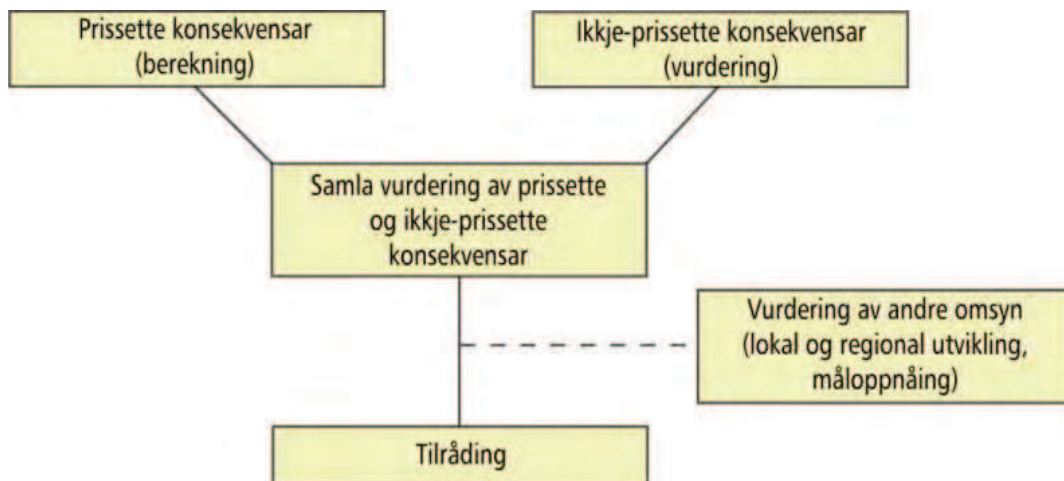 Prissette konsekvensar
(berekning)
Ikkje-prissette konsekvensar
(vurdering)
Samla vurdering av prissette
og ikkje-prissette
konsekvensar
Vurdering av andre omsyn
(lokal og regional utvikling,
måloppnåing)
Tilråding